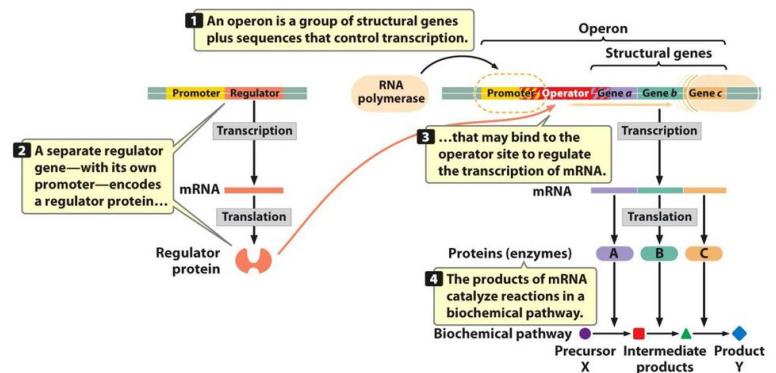 1 An operon is a group of structural genes
plus sequences that control transcription.
Operon
Structural genes
RNA
polymerase
Promoter Regulator
Promoter Operator Gene a Gene b Gene c
Transcription
2 A separate regulator
gene—with its own
promoter—encodes
a regulator protein…
mRNA
Translation
Regulator
protein
3 …that may bind to the
operator site to regulate
the transcription of mRNA.
Transcription
mRNA
Translation
Proteins (enzymes)
A B C
4 The products of mRNA
catalyze reactions in a
biochemical pathway.
Biochemical pathway
Precursor Intermediate Product
X products Y